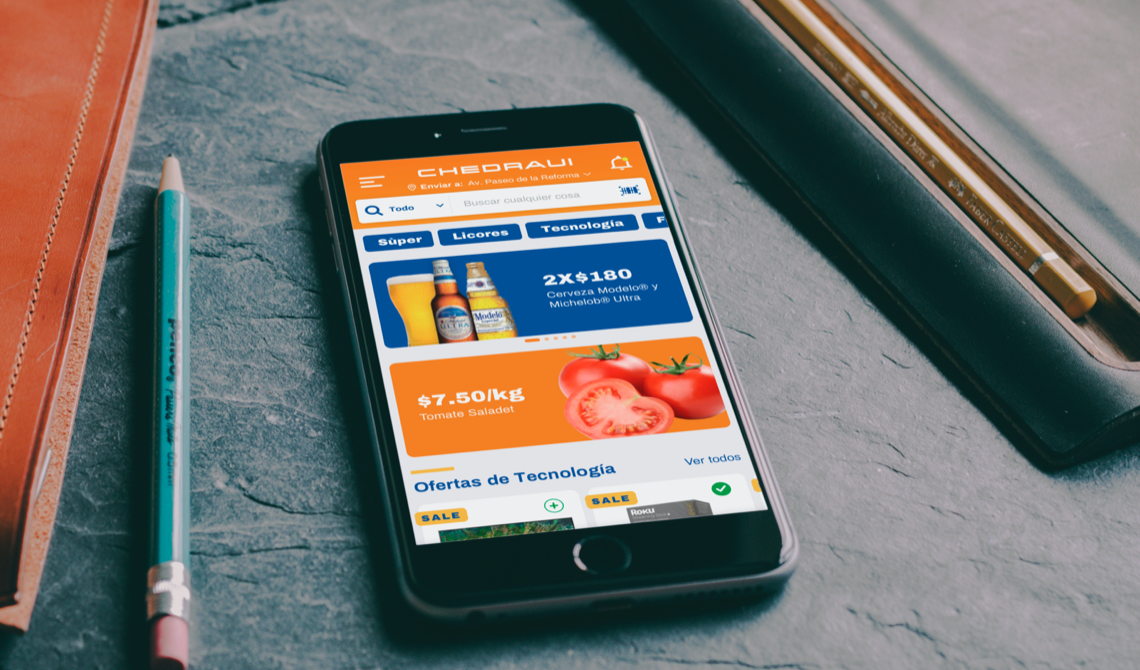 CHEDRAUI
Enviar a: Av. Paseo de la Reforma
Todo
Buscar cualquier cosa
Súper
Licores
Tecnología
F
2X$180
Cerveza Modelo® y
Michelob® Ultra
ULTRA
Modelo
$7.50/kg
Tomate Saladet
Ofertas de Tecnología
Ver todos
SALE
SALE
ROKU